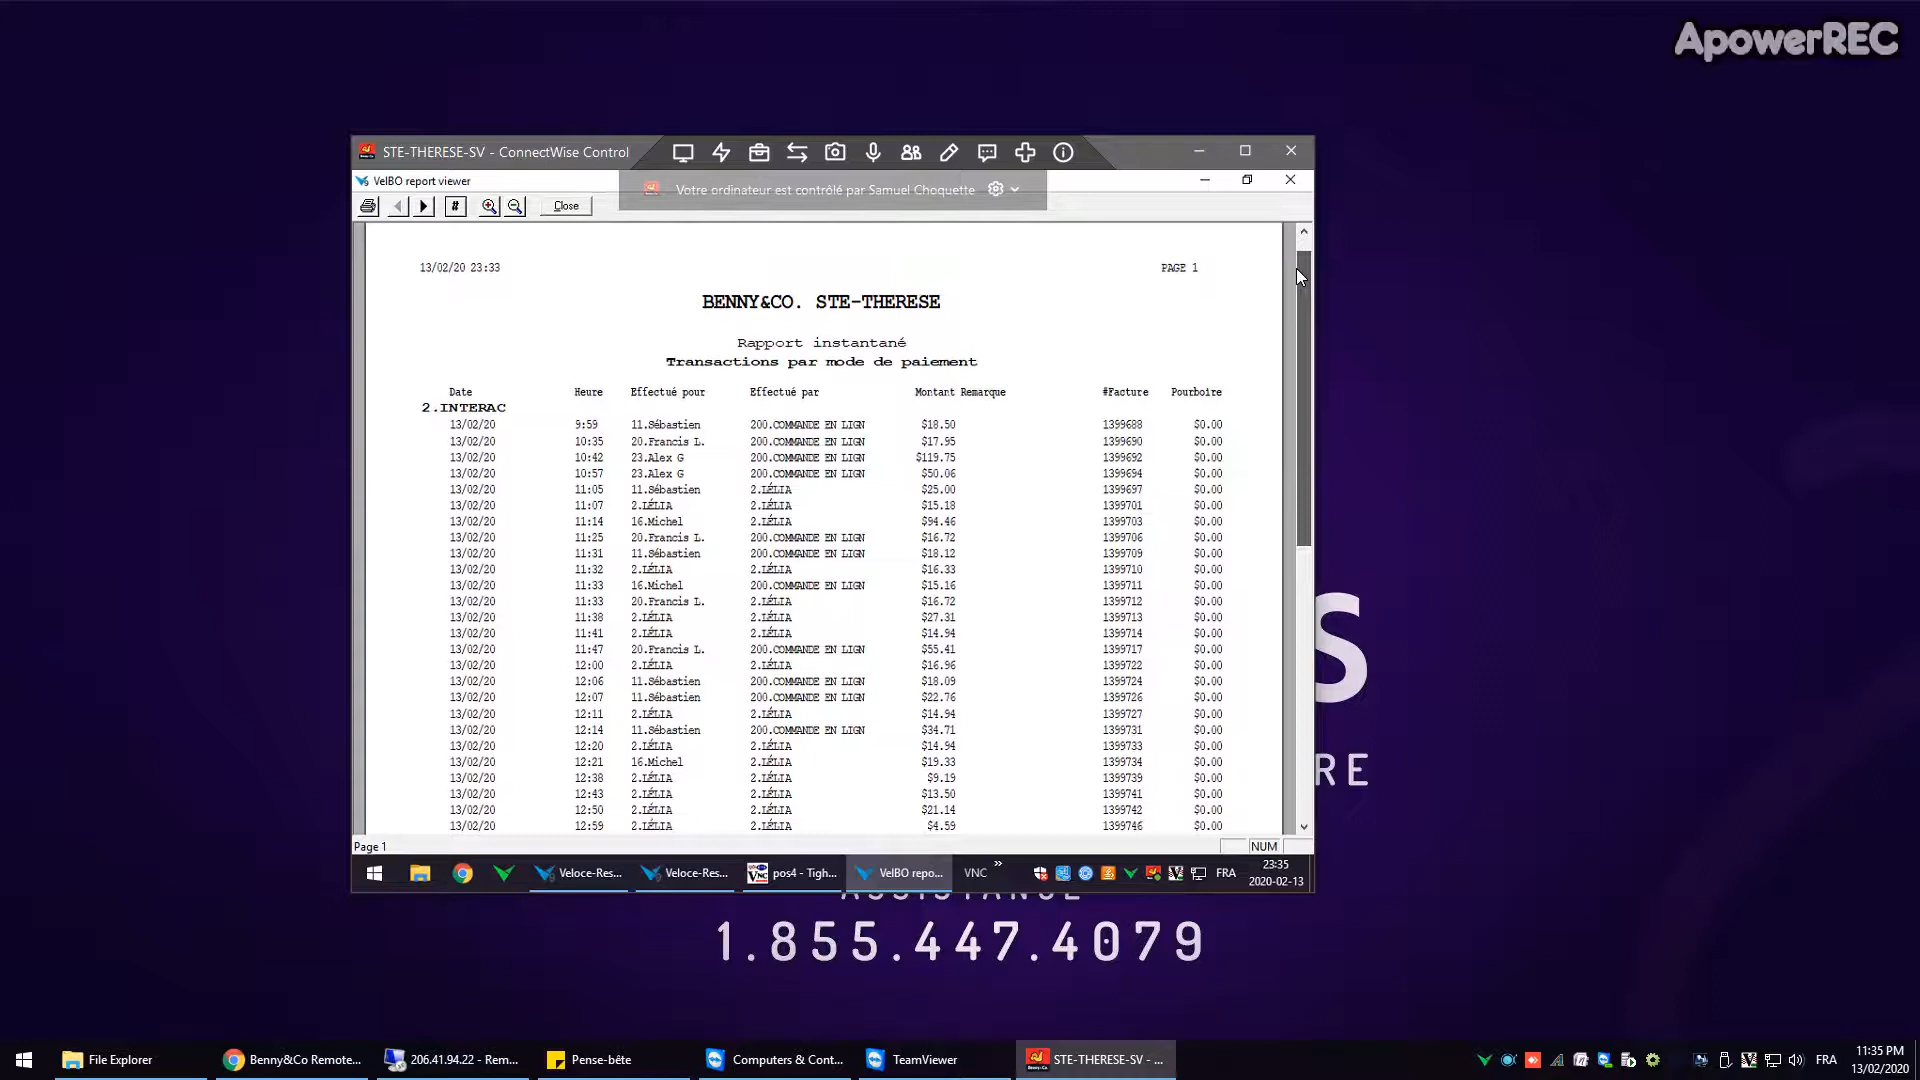 ApowerREC
STE-THERESE-SV - ConnectWise Control
VelBO report viewer
Votre ordinateur est contrôlé par Samuel Choquette
# Close
13/02/20 23:33 PAGE 1
BENNY&CO. STE-THERESE
Rapport instantané
Transactions par mode de paiement
Date Heure Effectué pour Effectué par Montant Remarque #Facture Pourboire
2.INTERAC
13/02/20 9:59 11.Sébastien 200.COMMANDE EN LIGN $18.50 1399688 $0.00
13/02/20 10:35 20.Francis L. 200.COMMANDE EN LIGN $17.95 1399690 $0.00
13/02/20 10:42 23.Alex G 200.COMMANDE EN LIGN $119.75 1399692 $0.00
13/02/20 10:57 23.Alex G 200.COMMANDE EN LIGN $50.06 1399694 $0.00
13/02/20 11:05 11.Sébastien 2.LÉLIA $25.00 1399697 $0.00
13/02/20 11:07 2.LÉLIA 2.LÉLIA $15.18 1399701 $0.00
13/02/20 11:14 16.Michel 2.LÉLIA $94.46 1399703 $0.00
13/02/20 11:25 20.Francis L. 200.COMMANDE EN LIGN $16.72 1399706 $0.00
13/02/20 11:31 11.Sébastien 200.COMMANDE EN LIGN $18.12 1399709 $0.00
13/02/20 11:32 2.LÉLIA 2.LÉLIA $16.33 1399710 $0.00
13/02/20 11:33 16.Michel 200.COMMANDE EN LIGN $15.16 1399711 $0.00
13/02/20 11:33 20.Francis L. 2.LÉLIA $16.72 1399712 $0.00
13/02/20 11:38 2.LÉLIA 2.LÉLIA $27.31 1399713 $0.00
13/02/20 11:41 2.LÉLIA 2.LÉLIA $14.94 1399714 $0.00
13/02/20 11:47 20.Francis L. 200.COMMANDE EN LIGN $55.41 1399717 $0.00
13/02/20 12:00 2.LÉLIA 2.LÉLIA $16.96 1399722 $0.00
13/02/20 12:06 11.Sébastien 200.COMMANDE EN LIGN $18.09 1399724 $0.00
13/02/20 12:07 11.Sébastien 200.COMMANDE EN LIGN $22.76 1399726 $0.00
13/02/20 12:11 2.LÉLIA 2.LÉLIA $14.94 1399727 $0.00
13/02/20 12:14 11.Sébastien 200.COMMANDE EN LIGN $34.71 1399731 $0.00
13/02/20 12:20 2.LÉLIA 2.LÉLIA $14.94 1399733 $0.00
13/02/20 12:21 16.Michel 2.LÉLIA $19.33 1399734 $0.00
13/02/20 12:38 2.LÉLIA 2.LÉLIA $9.19 1399739 $0.00
13/02/20 12:43 2.LÉLIA 2.LÉLIA $13.50 1399741 $0.00
13/02/20 12:50 2.LÉLIA 2.LÉLIA $21.14 1399742 $0.00
13/02/20 12:59 2.LÉLIA 2.LÉLIA $4.59 1399746 $0.00
Page 1 NUM
Veloce-Res... Veloce-Res... pos4 - Tigh... VelBO repo... VNC » FRA 23:35
2020-02-13
S
RE
ASSISTANCE
1.855.447.4079
File Explorer Benny&Co Remote... 206.41.94.22 - Rem... Pense-bête Computers & Cont... TeamViewer STE-THERESE-SV - ... FRA 11:35 PM
13/02/2020